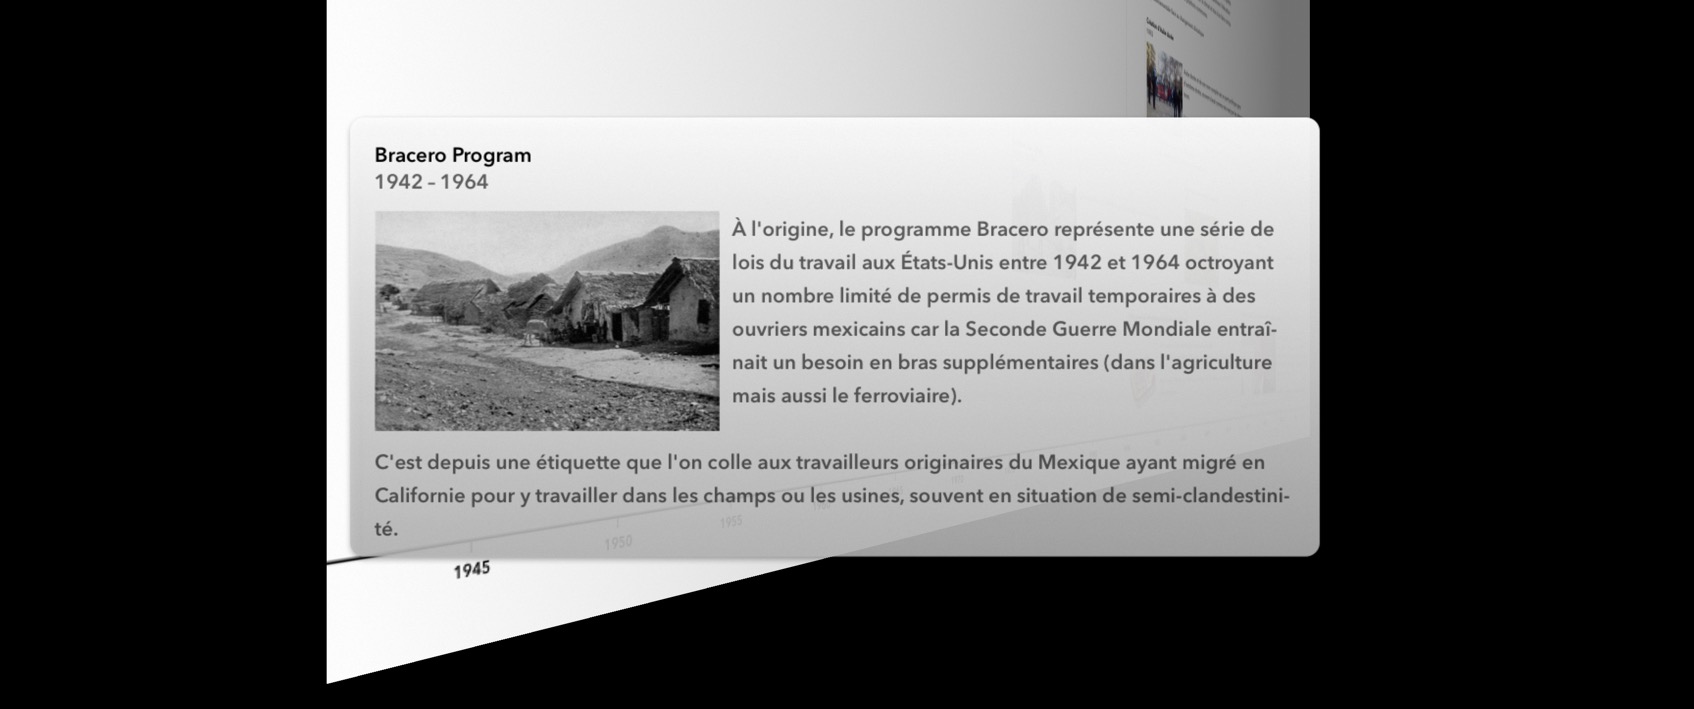 Bracero Program
1942 – 1964
À l'origine, le programme Bracero représente une série de
lois du travail aux États-Unis entre 1942 et 1964 octroyant
un nombre limité de permis de travail temporaires à des
ouvriers mexicains car la Seconde Guerre Mondiale entraî-
nait un besoin en bras supplémentaires (dans l'agriculture
mais aussi le ferroviaire).
C'est depuis une étiquette que l'on colle aux travailleurs originaires du Mexique ayant migré en
Californie pour y travailler dans les champs ou les usines, souvent en situation de semi-clandestini-
té.
1945
1950
1955